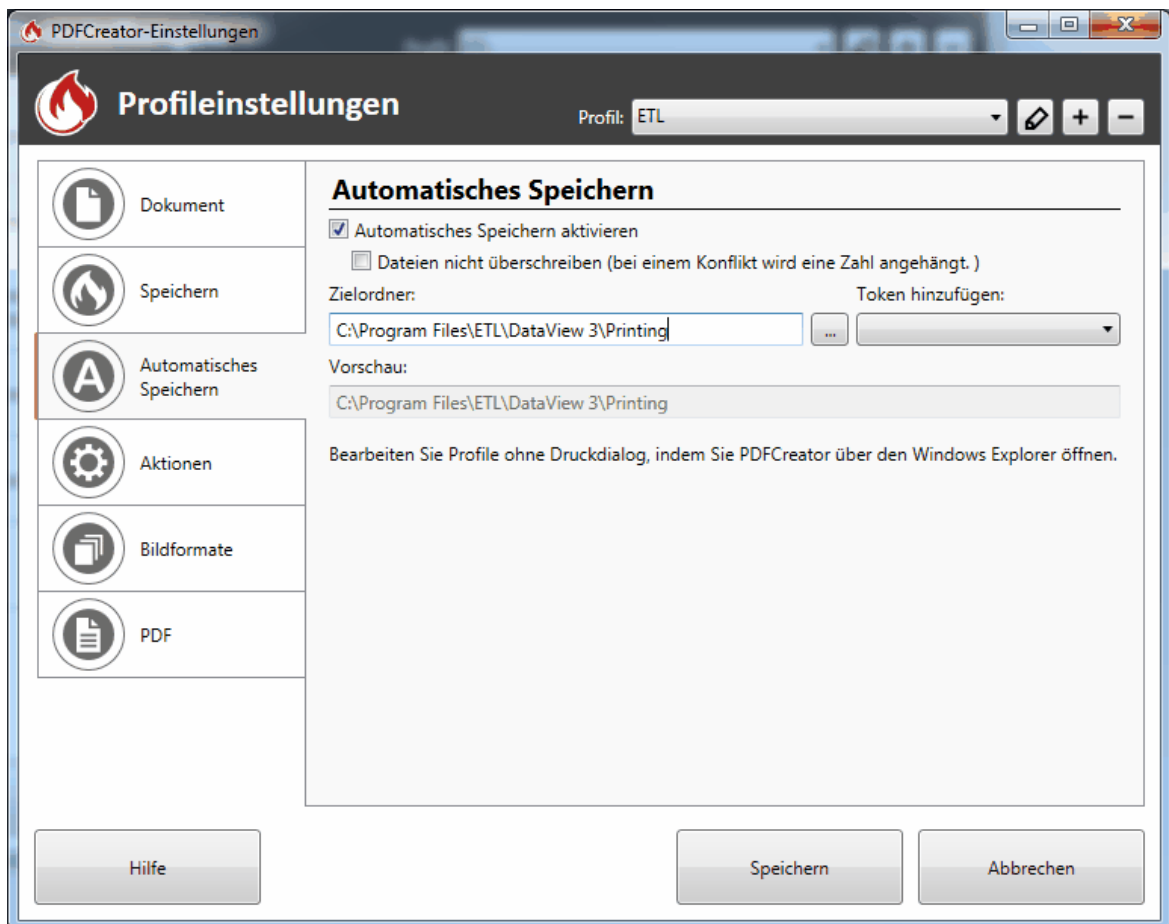 PDFCreator-Einstellungen
Profileinstellungen
Profil: ETL
Dokument
Speichern
Automatisches
Speichern
Aktionen
Bildformate
PDF
Automatisches Speichern
Automatisches Speichern aktivieren
Dateien nicht überschreiben (bei einem Konflikt wird eine Zahl angehängt. )
Zielordner: Token hinzufügen:
C:\Program Files\ETL\DataView 3\Printing ...
Vorschau:
C:\Program Files\ETL\DataView 3\Printing
Bearbeiten Sie Profile ohne Druckdialog, indem Sie PDFCreator über den Windows Explorer öffnen.
Hilfe Speichern Abbrechen